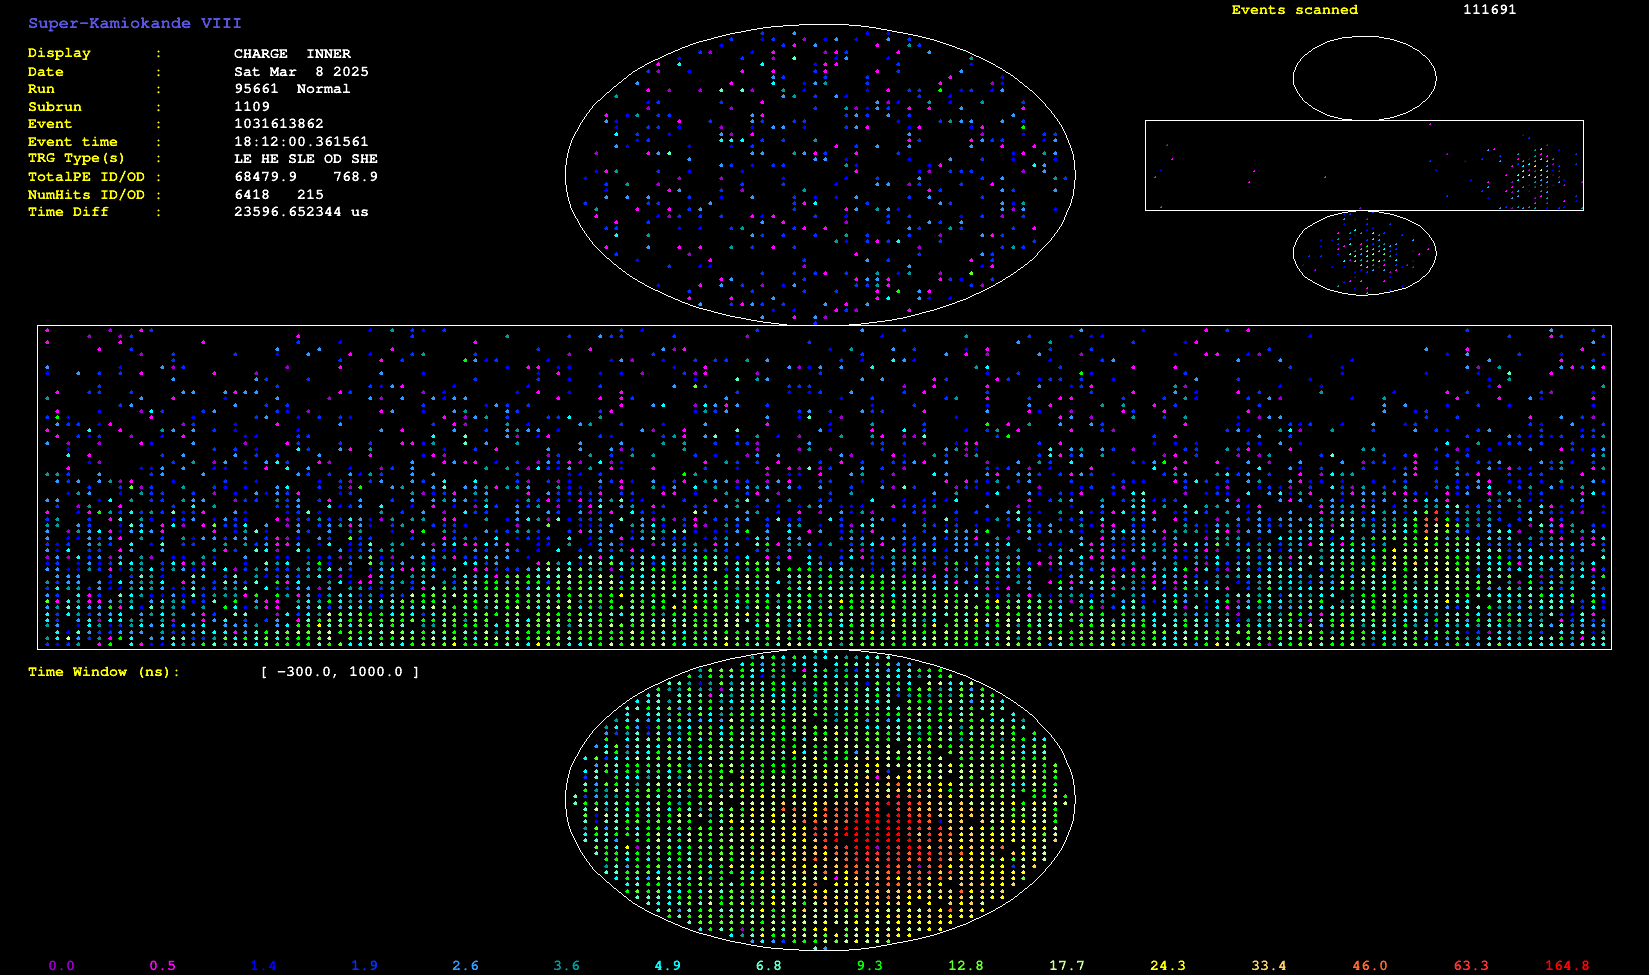 Super-Kamiokande VIII
Events scanned 111691
Display : CHARGE INNER
Date : Sat Mar 8 2025
Run : 95661 Normal
Subrun : 1109
Event : 1031613862
Event time : 18:12:00.361561
TRG Type(s) : LE HE SLE OD SHE
TotalPE ID/OD : 68479.9 768.9
NumHits ID/OD : 6418 215
Time Diff : 23596.652344 us
Time Window (ns): [ -300.0, 1000.0 ]
0.0 0.5 1.4 1.9 2.6 3.6 4.9 6.8 9.3 12.8 17.7 24.3 33.4 46.0 63.3 164.8